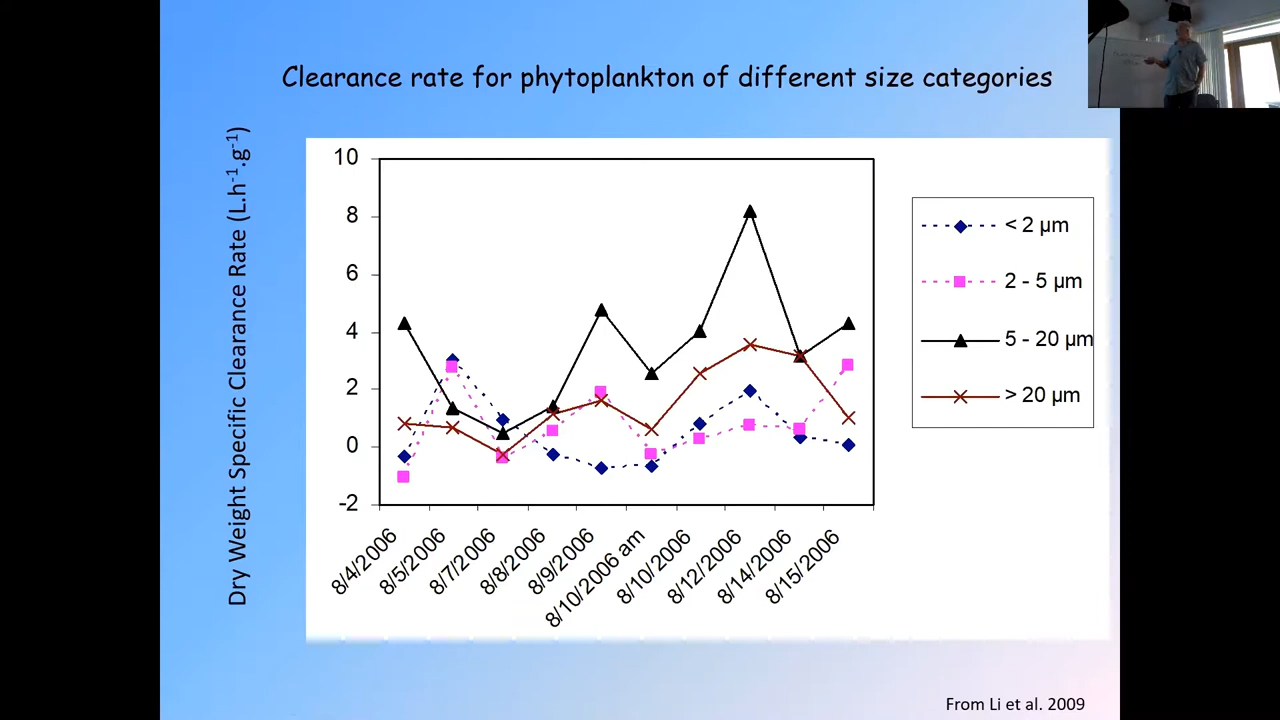 Clearance rate for phytoplankton of different size categories
Dry Weight Specific Clearance Rate (L.h⁻¹.g⁻¹)
10
8
6
4
2
0
-2
8/4/2006
8/5/2006
8/7/2006
8/8/2006
8/9/2006
8/10/2006 am
8/10/2006
8/12/2006
8/14/2006
8/15/2006
< 2 µm
2 - 5 µm
5 - 20 µm
> 20 µm
From Li et al. 2009